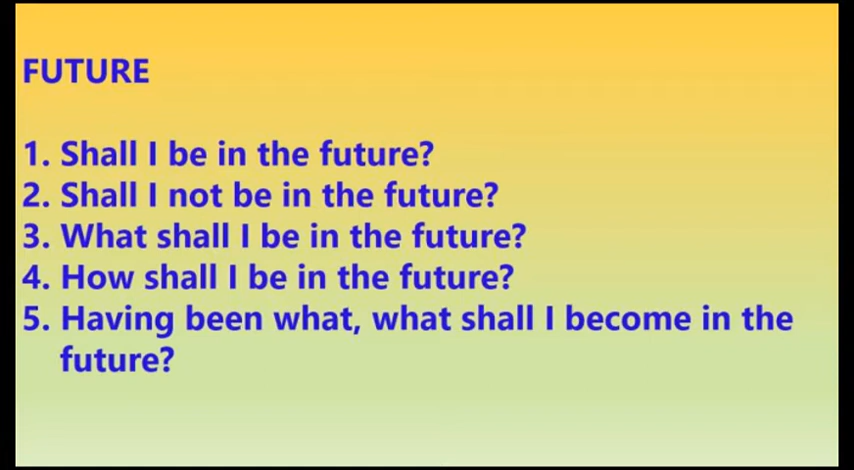 FUTURE
1. Shall I be in the future?
2. Shall I not be in the future?
3. What shall I be in the future?
4. How shall I be in the future?
5. Having been what, what shall I become in the
future?